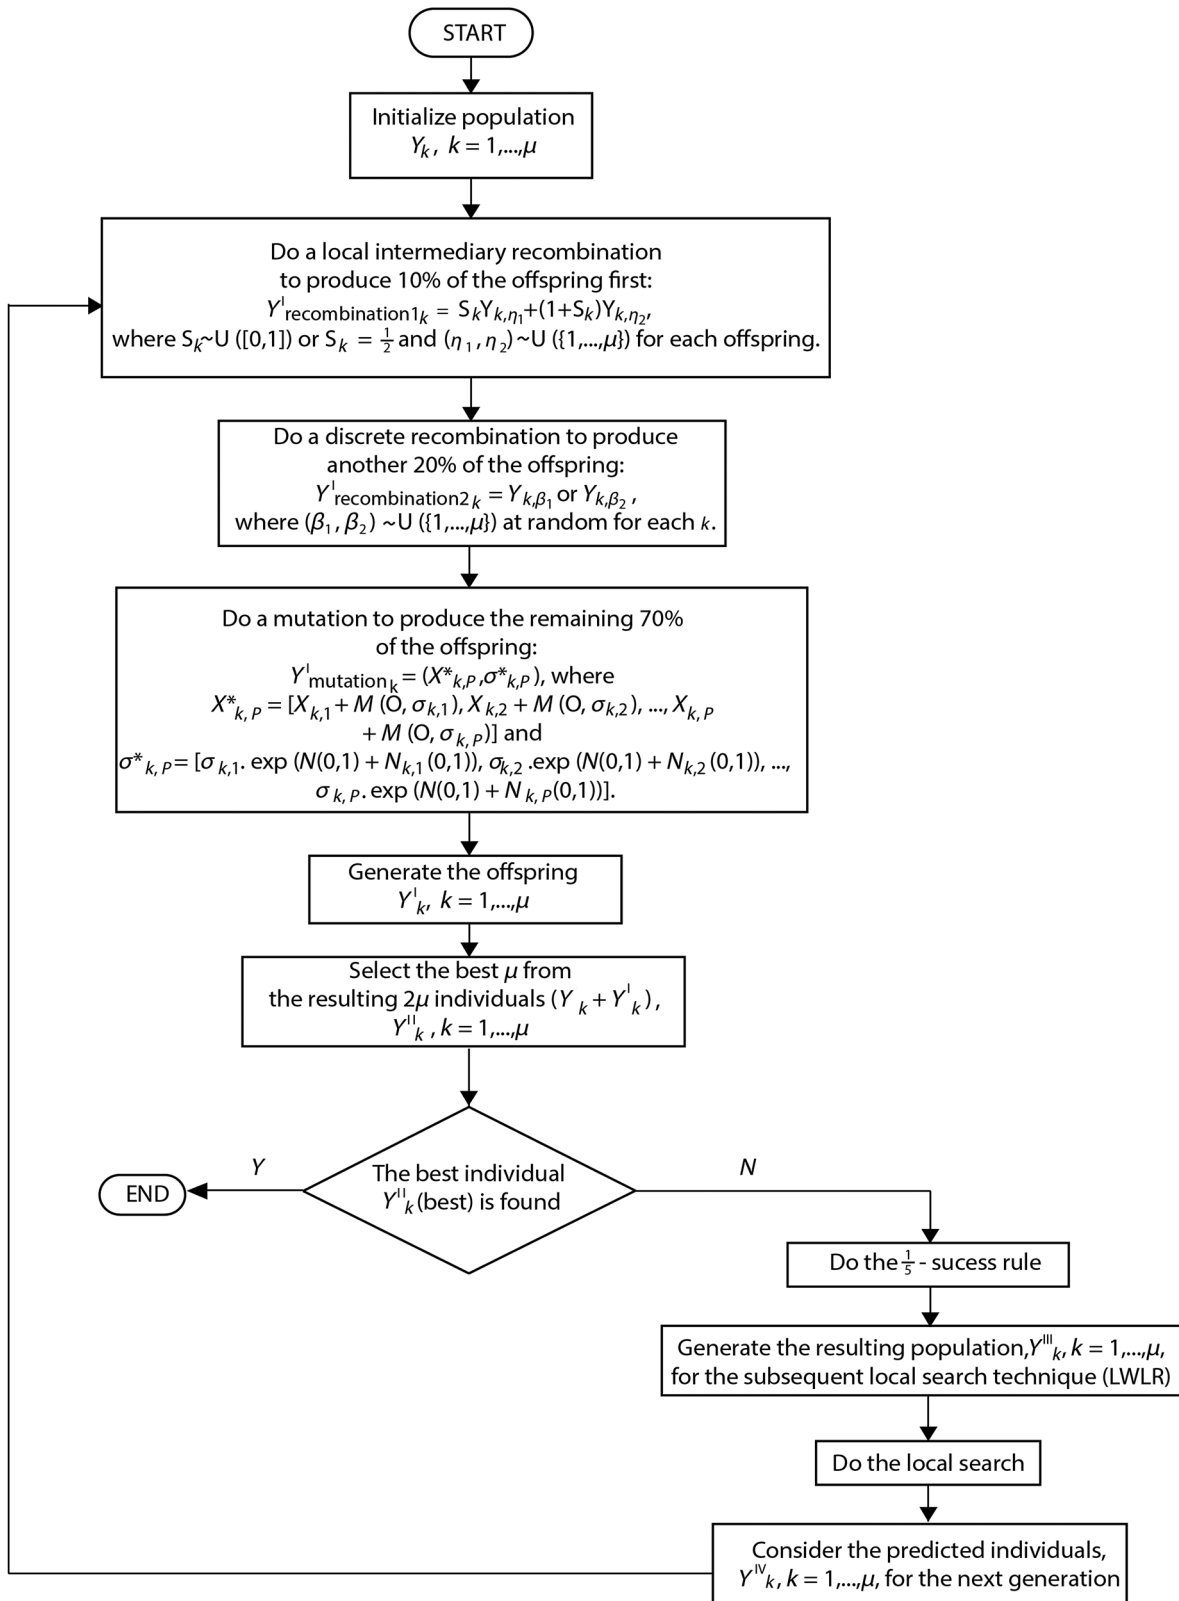 START
Initialize population
Yₖ, k = 1,...,μ
Do a local intermediary recombination
to produce 10% of the offspring first:
Yᴵrecombination1ₖ = SₖYₖ,η₁+(1+Sₖ)Yₖ,η₂,
where Sₖ~U ([0,1]) or Sₖ = ½ and (η₁,η₂)~U ({1,...,μ}) for each offspring.
Do a discrete recombination to produce
another 20% of the offspring:
Yᴵrecombination2ₖ = Yₖ,β₁ or Yₖ,β₂ ,
where (β₁,β₂) ~U ({1,...,μ}) at random for each k.
Do a mutation to produce the remaining 70%
of the offspring:
Yᴵmutationₖ = (X*ₖ,P,σ*ₖ,P), where
X*ₖ,P = [Xₖ,₁+ M (O, σₖ,₁), Xₖ,₂ + M (O, σₖ,₂), ..., Xₖ,P
+ M (O, σₖ,P)] and
σ*ₖ,P = [σₖ,₁. exp (N(0,1) + Nₖ,₁(0,1)), σₖ,₂ .exp (N(0,1) + Nₖ,₂(0,1)), ...,
σₖ,P. exp (N(0,1) + Nₖ,P(0,1))].
Generate the offspring
Yᴵₖ, k = 1,...,μ
Select the best μ from
the resulting 2μ individuals (Yₖ + Yᴵₖ) ,
Yᴵᴵₖ , k = 1,...,μ
The best individual
Yᴵᴵₖ(best) is found
Y
N
END
Do the ⅕ - sucess rule
Generate the resulting population,Yᴵᴵᴵₖ, k = 1,...,μ,
for the subsequent local search technique (LWLR)
Do the local search
Consider the predicted individuals,
Yᴵⱽₖ, k = 1,...,μ, for the next generation